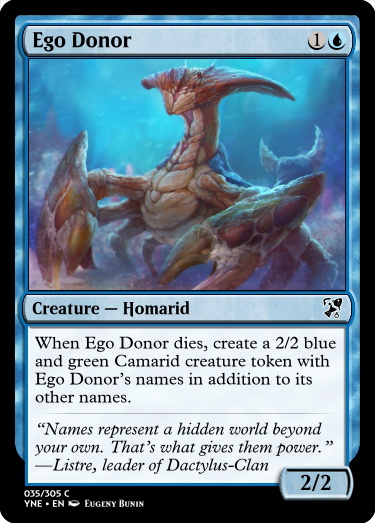 Ego Donor
1
Creature — Homarid
When Ego Donor dies, create a 2/2 blue
and green Camarid creature token with
Ego Donor's names in addition to its
other names.
“Names represent a hidden world beyond
your own. That's what gives them power.”
—Listre, leader of Dactylus-Clan
2/2
035/305 C
YNE • EN Eugeny Bunin